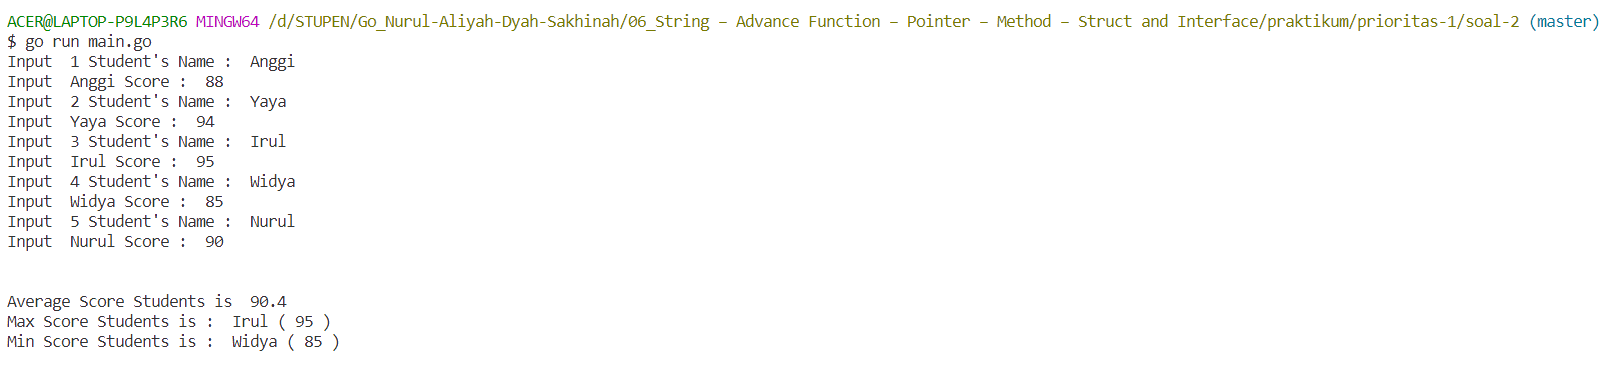 ACER@LAPTOP-P9L4P3R6 MINGW64 /d/STUPEN/Go_Nurul-Aliyah-Dyah-Sakhinah/06_String – Advance Function – Pointer – Method – Struct and Interface/praktikum/prioritas-1/soal-2 (master)
$ go run main.go
Input  1 Student's Name :  Anggi
Input  Anggi Score :  88
Input  2 Student's Name :  Yaya
Input  Yaya Score :  94
Input  3 Student's Name :  Irul
Input  Irul Score :  95
Input  4 Student's Name :  Widya
Input  Widya Score :  85
Input  5 Student's Name :  Nurul
Input  Nurul Score :  90
Average Score Students is  90.4
Max Score Students is :  Irul ( 95 )
Min Score Students is :  Widya ( 85 )